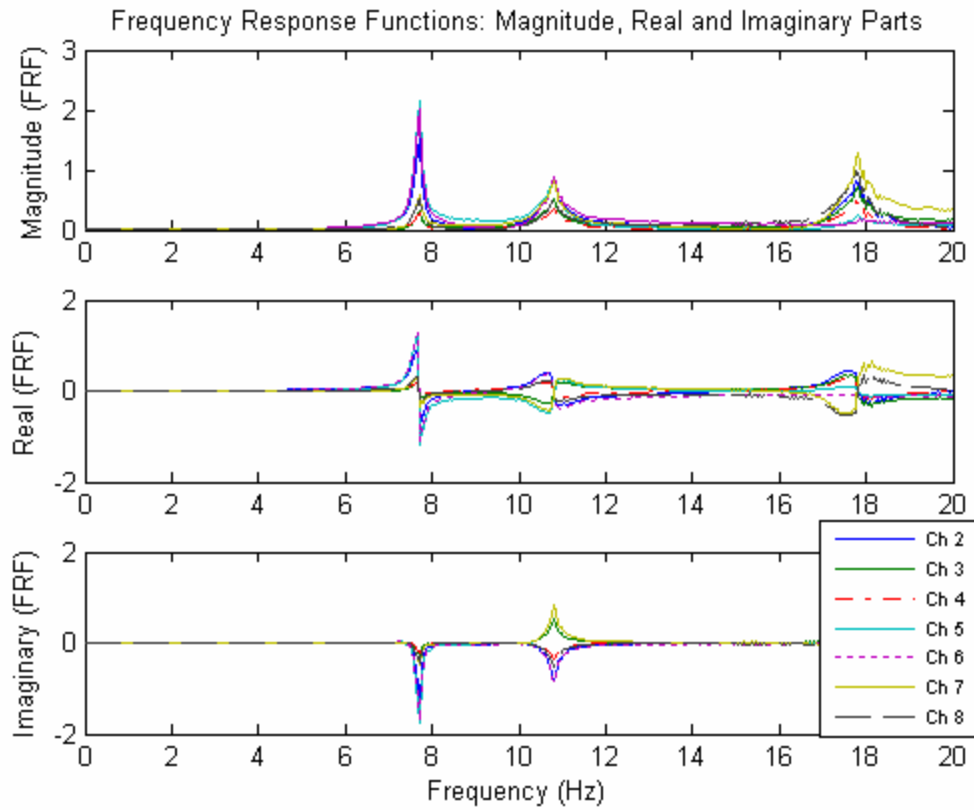 Frequency Response Functions: Magnitude, Real and Imaginary Parts
Magnitude (FRF)
3
2
1
0
0 2 4 6 8 10 12 14 16 18 20
Real (FRF)
2
0
-2
0 2 4 6 8 10 12 14 16 18 20
Imaginary (FRF)
2
0
-2
0 2 4 6 8 10 12 14 16 18 20
Frequency (Hz)
Ch 2
Ch 3
Ch 4
Ch 5
Ch 6
Ch 7
Ch 8